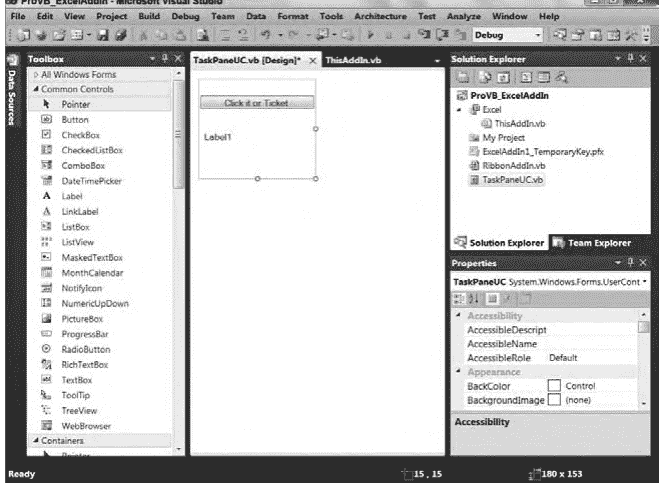 ProVB_ExcelAddIn - Microsoft Visual Studio
File Edit View Project Build Debug Team Data Format Tools Architecture Test Analyze Window Help
Debug
Data Sources
Toolbox
All Windows Forms
Common Controls
Pointer
Button
CheckBox
CheckedListBox
ComboBox
DateTimePicker
Label
LinkLabel
ListBox
ListView
MaskedTextBox
MonthCalendar
NotifyIcon
NumericUpDown
PictureBox
ProgressBar
RadioButton
RichTextBox
TextBox
ToolTip
TreeView
WebBrowser
Containers
Pointer
TaskPaneUC.vb [Design]* ThisAddIn.vb
Click it or Ticket
Label1
Solution Explorer
ProVB_ExcelAddIn
Excel
ThisAddIn.vb
My Project
ExcelAddIn1_TemporaryKey.pfx
RibbonAddIn.vb
TaskPaneUC.vb
Solution Explorer Team Explorer
Properties
TaskPaneUC System.Windows.Forms.UserCont
Accessibility
AccessibleDescript
AccessibleName
AccessibleRole Default
Appearance
BackColor Control
BackgroundImage (none)
Accessibility
Ready 15 , 15 180 x 153